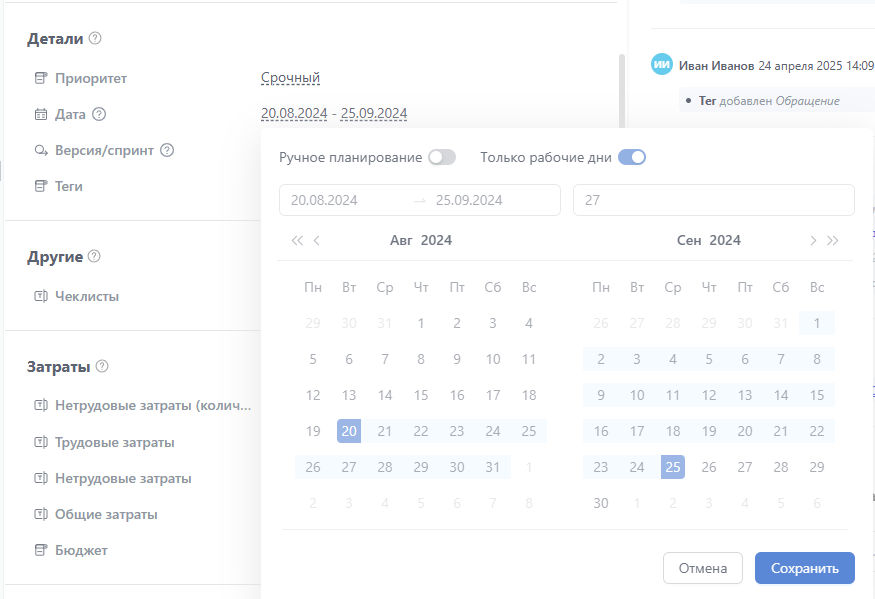 Детали
Приоритет
Срочный
Дата
20.08.2024 - 25.09.2024
Версия/спринт
Теги
Другие
Чеклисты
Затраты
Нетрудовые затраты (колич...
Трудовые затраты
Нетрудовые затраты
Общие затраты
Бюджет
ИИ Иван Иванов 24 апреля 2025 14:09
• Тег добавлен Обращение
Ручное планирование Только рабочие дни
20.08.2024 → 25.09.2024 27
« < Авг 2024
Пн Вт Ср Чт Пт Сб Вс
29 30 31 1 2 3 4
5 6 7 8 9 10 11
12 13 14 15 16 17 18
19 20 21 22 23 24 25
26 27 28 29 30 31 1
2 3 4 5 6 7 8
Сен 2024 > »
Пн Вт Ср Чт Пт Сб Вс
26 27 28 29 30 31 1
2 3 4 5 6 7 8
9 10 11 12 13 14 15
16 17 18 19 20 21 22
23 24 25 26 27 28 29
30 1 2 3 4 5 6
Отмена Сохранить